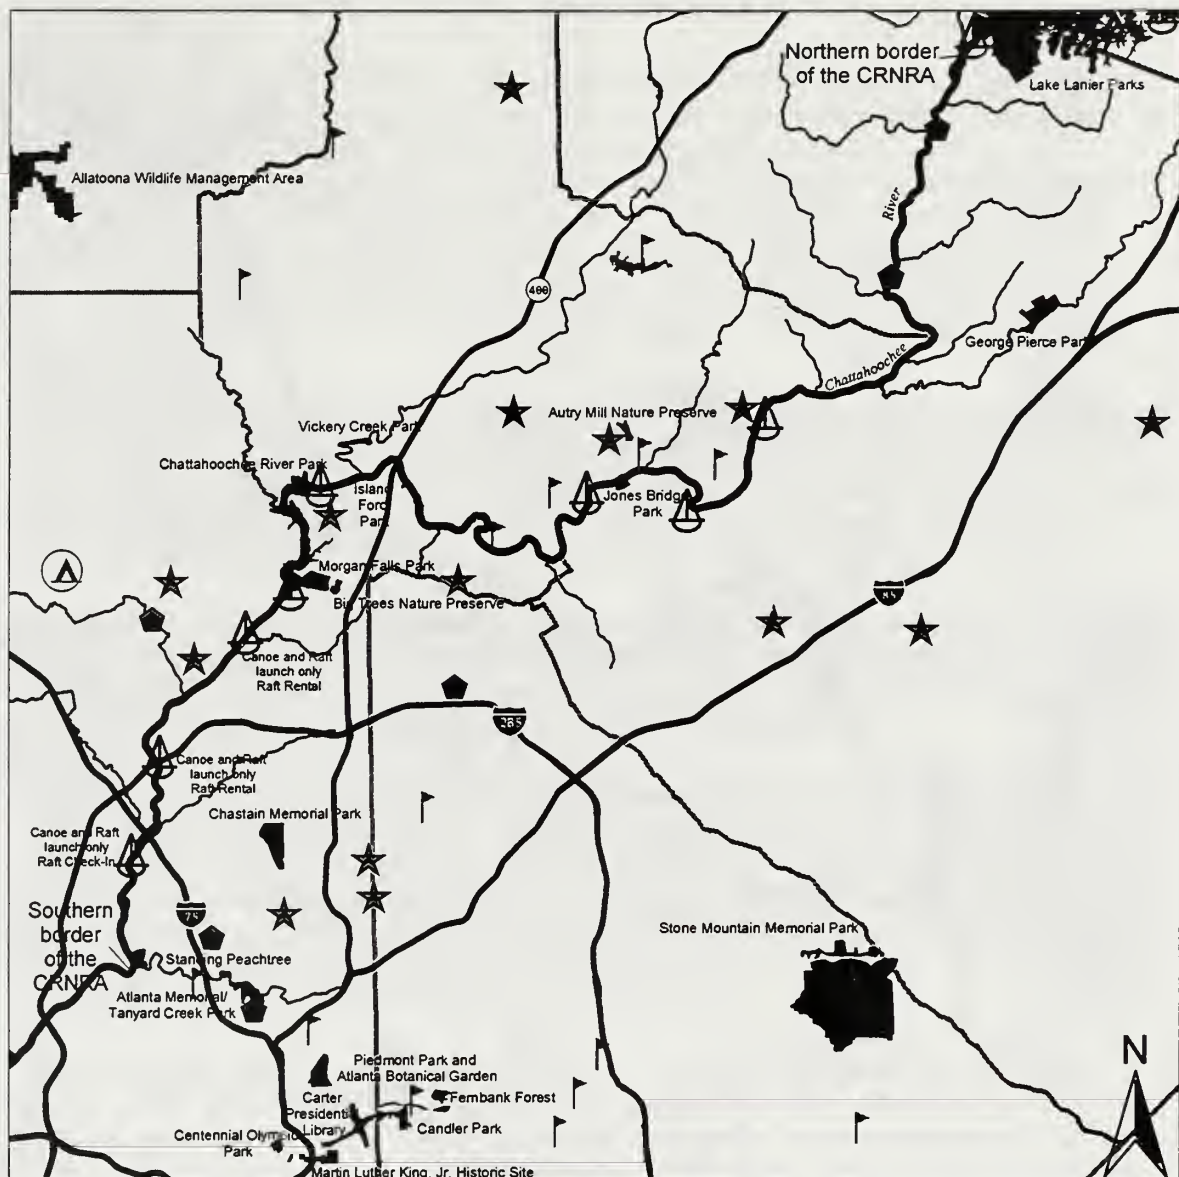 Northern border
of the CRNRA
Lake Lanier Parks
Allatoona Wildlife Management Area
River
400
George Pierce Park
Chattahoochee
Autry Mill Nature Preserve
Vickery Creek Park
Chattahoochee River Park
Island
Ford
Park
Jones Bridge
Park
Morgan Falls Park
Big Trees Nature Preserve
85
Canoe and Raft
launch only
Raft Rental
285
Canoe and Raft
launch only
Raft Rental
Chastain Memorial Park
Canoe and Raft
launch only
Raft Check-In
Southern
border
of the
CRNRA
75
Standing Peachtree
Stone Mountain Memorial Park
Atlanta Memorial/
Tanyard Creek Park
N
Piedmont Park and
Atlanta Botanical Garden
Carter
Presidential
Library
Fernbank Forest
Candler Park
Centennial Olympic
Park
Martin Luther King, Jr. Historic Site